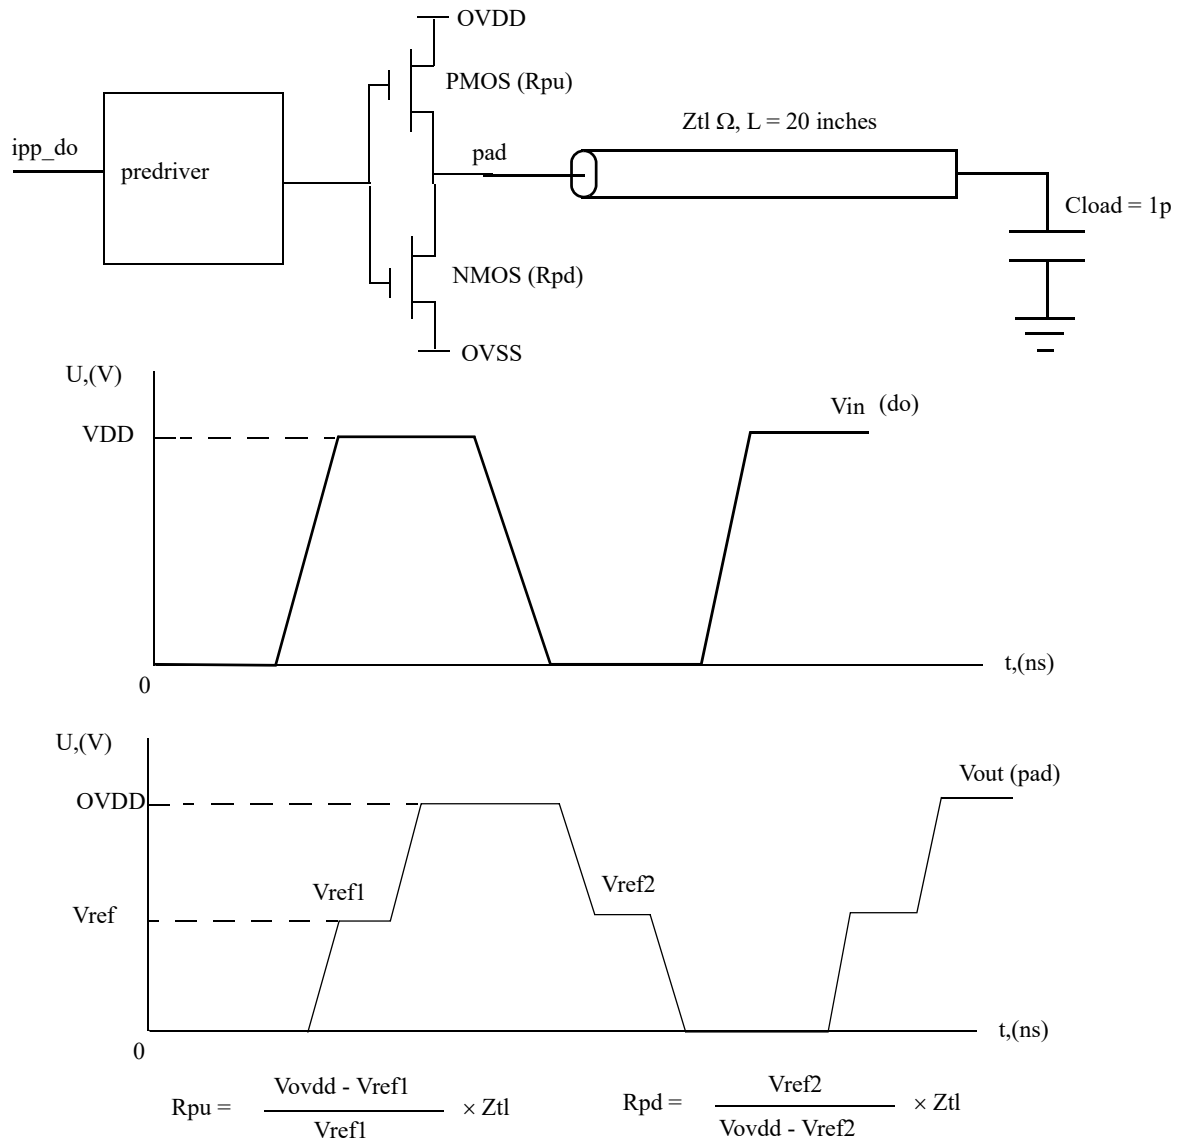 OVDD
PMOS (Rpu)
Ztl Ω, L = 20 inches
ipp_do
predriver
pad
Cload = 1p
NMOS (Rpd)
OVSS
U,(V)
VDD
Vin (do)
t,(ns)
0
U,(V)
OVDD
Vout (pad)
Vref1
Vref2
Vref
t,(ns)
0
Rpu = Vovdd - Vref1 × Ztl
Vref1
Rpd = Vref2 × Ztl
Vovdd - Vref2